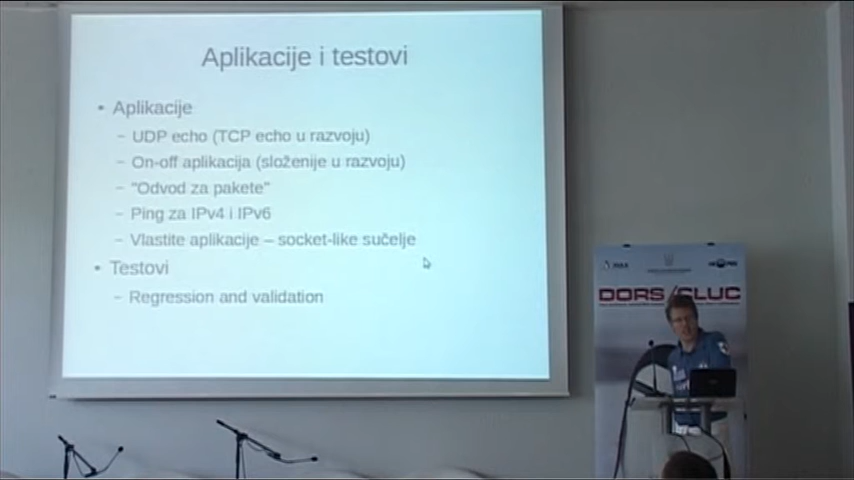 Aplikacije i testovi
• Aplikacije
– UDP echo (TCP echo u razvoju)
– On-off aplikacija (složenije u razvoju)
– "Odvod za pakete"
– Ping za IPv4 i IPv6
– Vlastite aplikacije – socket-like sučelje
• Testovi
– Regression and validation
DORS/CLUC